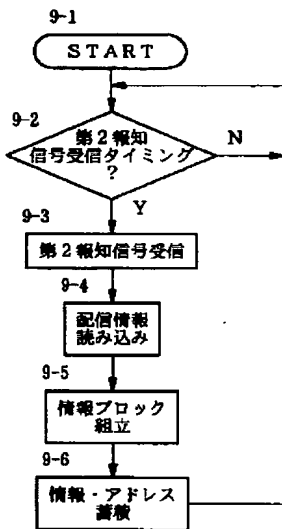 9-1
START
9-2
第2報知
信号受信タイミング
?
N
Y
9-3
第2報知信号受信
9-4
配信情報
読み込み
9-5
情報ブロック
組立
9-6
情報・アドレス
蓄積